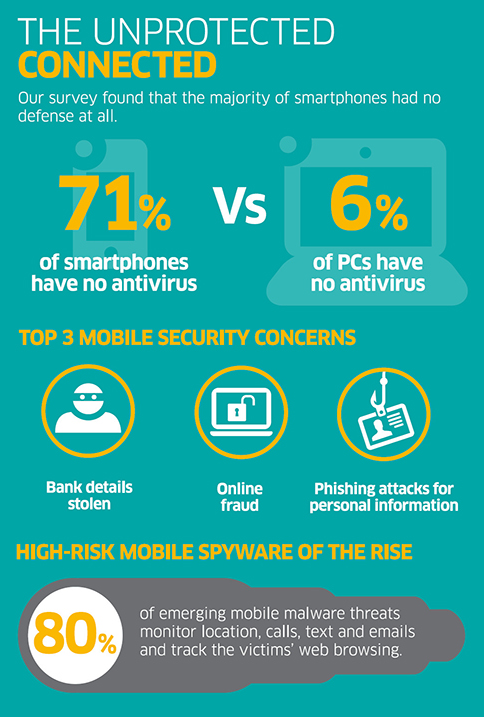 THE UNPROTECTED
CONNECTED
Our survey found that the majority of smartphones had no
defense at all.
71%
of smartphones
have no antivirus
Vs
6%
of PCs have
no antivirus
TOP 3 MOBILE SECURITY CONCERNS
Bank details
stolen
Online
fraud
Phishing attacks for
personal information
HIGH-RISK MOBILE SPYWARE OF THE RISE
80%
of emerging mobile malware threats
monitor location, calls, text and emails
and track the victims' web browsing.